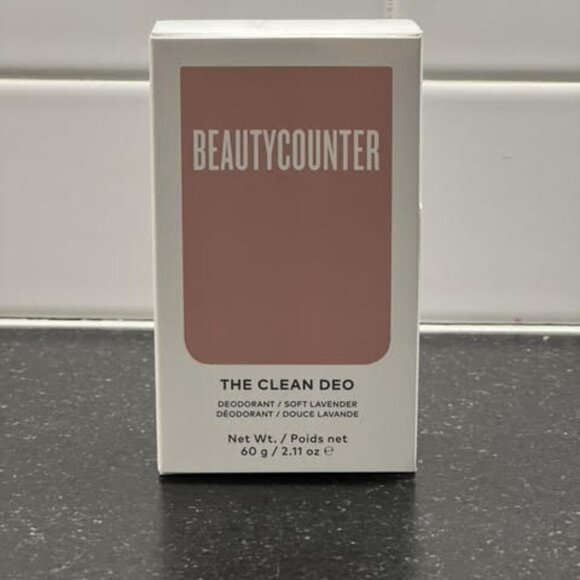 BEAUTYCOUNTER
THE CLEAN DEO
DEODORANT / SOFT LAVENDER
DÉODORANT / DOUCE LAVANDE
Net Wt. / Poids net
60 g / 2.11 oz ℮